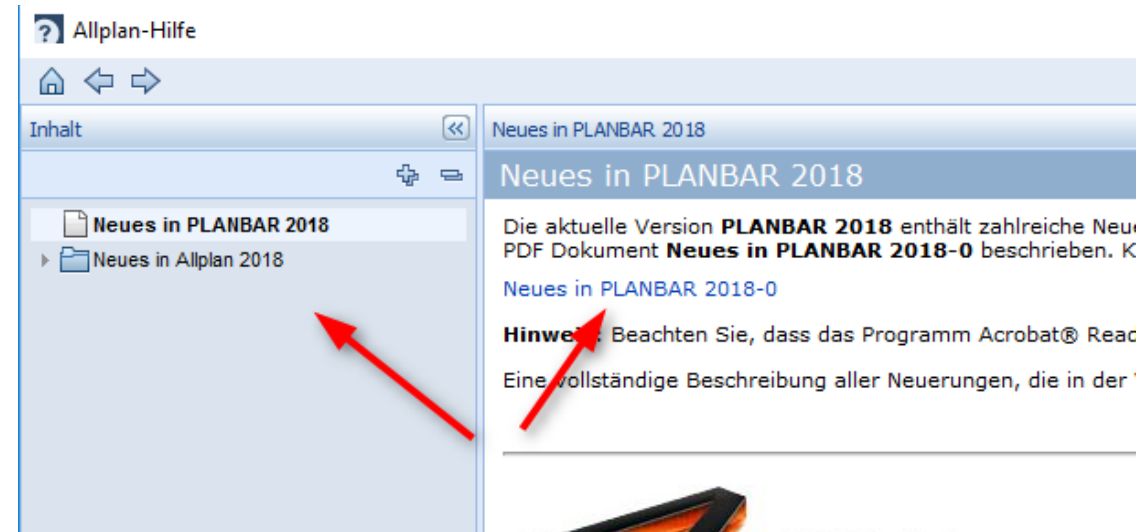 Allplan-Hilfe
Inhalt
Neues in PLANBAR 2018
Neues in Allplan 2018
Neues in PLANBAR 2018
Neues in PLANBAR 2018
Die aktuelle Version PLANBAR 2018 enthält zahlreiche
PDF Dokument Neues in PLANBAR 2018-0 beschrieben.
Neues in PLANBAR 2018-0
Hinweis: Beachten Sie, dass das Programm Acrobat®
Eine vollständige Beschreibung aller Neuerungen, die in der